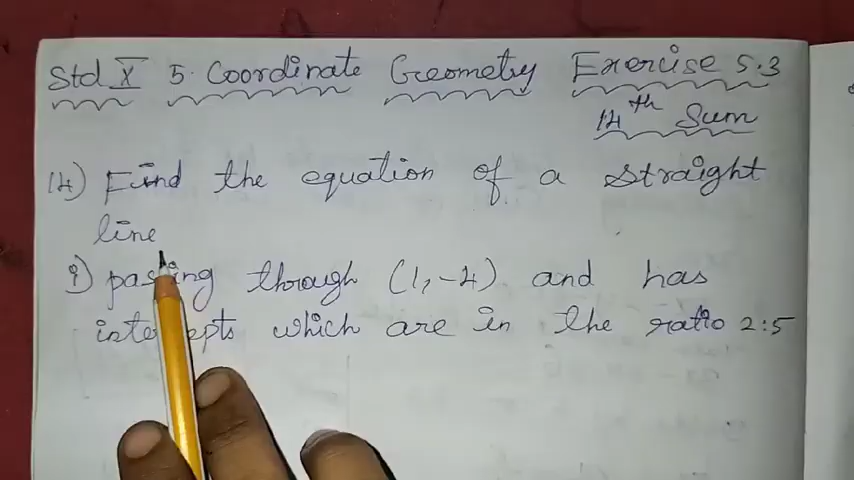 Std X 5. Coordinate Geometry Exercise 5.3
14th Sum
14) Find the equation of a straight
line
i) passing through (1, -4) and has
intercepts which are in the ratio 2:5